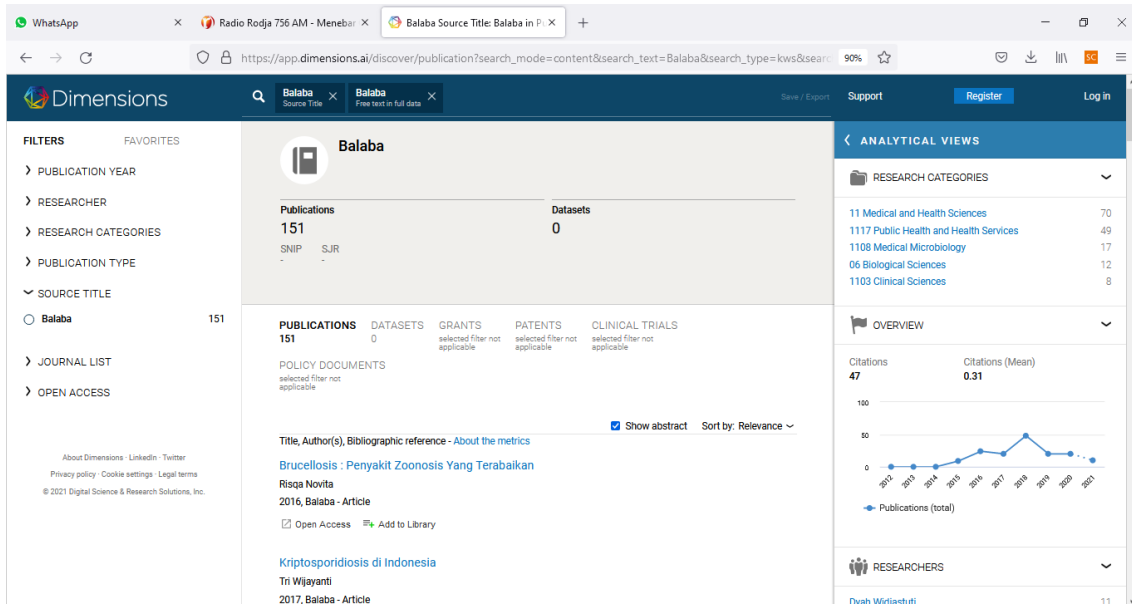 WhatsApp
Radio Rodja 756 AM - Menebar
Balaba Source Title: Balaba in Pu
https://app.dimensions.ai/discover/publication?search_mode=content&search_text=Balaba&search_type=kws&searc
90%
SC
Dimensions
Balaba
Source Title
Balaba
Free text in full data
Save / Export
Support
Register
Log in
FILTERS
FAVORITES
PUBLICATION YEAR
RESEARCHER
RESEARCH CATEGORIES
PUBLICATION TYPE
SOURCE TITLE
Balaba 151
JOURNAL LIST
OPEN ACCESS
About Dimensions · LinkedIn · Twitter
Privacy policy · Cookie settings · Legal terms
© 2021 Digital Science & Research Solutions, Inc.
Balaba
Publications
151
SNIP SJR
- -
Datasets
0
PUBLICATIONS
151
DATASETS
0
GRANTS
selected filter not
applicable
PATENTS
selected filter not
applicable
CLINICAL TRIALS
selected filter not
applicable
POLICY DOCUMENTS
selected filter not
applicable
Show abstract
Sort by: Relevance
Title, Author(s), Bibliographic reference - About the metrics
Brucellosis : Penyakit Zoonosis Yang Terabaikan
Risqa Novita
2016, Balaba - Article
Open Access
Add to Library
Kriptosporidiosis di Indonesia
Tri Wijayanti
2017, Balaba - Article
ANALYTICAL VIEWS
RESEARCH CATEGORIES
11 Medical and Health Sciences 70
1117 Public Health and Health Services 49
1108 Medical Microbiology 17
06 Biological Sciences 12
1103 Clinical Sciences 8
OVERVIEW
Citations
47
Citations (Mean)
0.31
100
50
0
2012 2013 2014 2015 2016 2017 2018 2019 2020 2021
Publications (total)
RESEARCHERS
Dyah Widiastuti 11